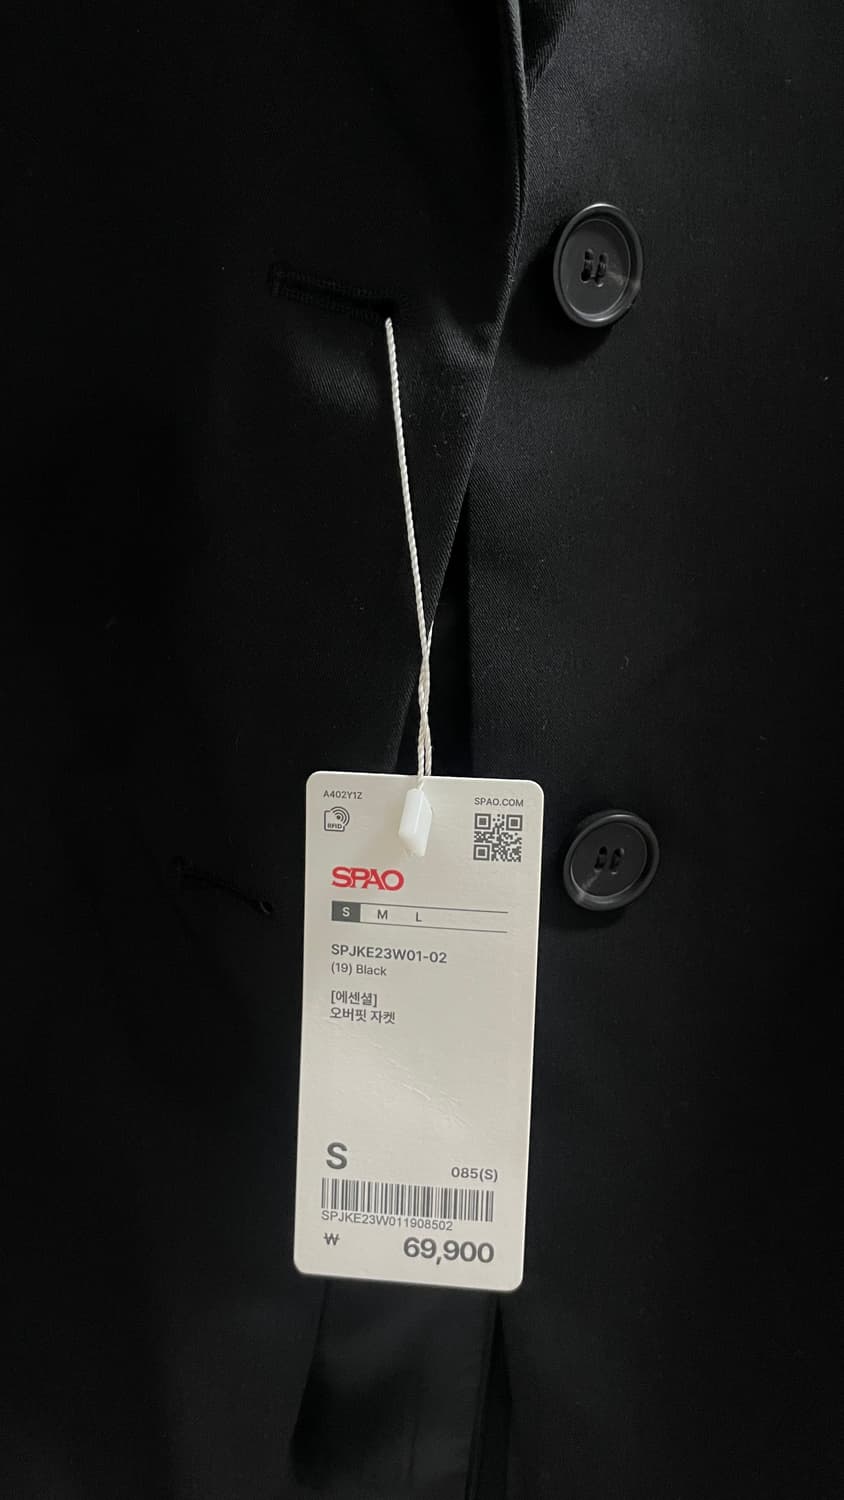 A402Y1Z
SPAO.COM
RFID
SPAO
S M L
SPJKE23W01-02
(19) Black
[에센셜]
오버핏 자켓
S
085(S)
SPJKE23W011908502
₩ 69,900